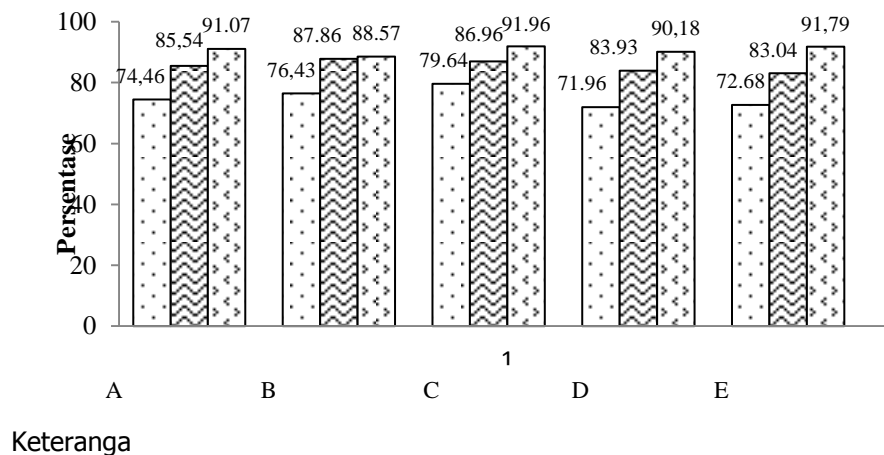 100
80
60
40
20
0
Persentase
74,46 85,54 91.07
76,43 87.86 88.57
79.64 86.96 91.96
71.96 83.93 90,18
72.68 83.04 91,79
1
A B C D E
Keteranga